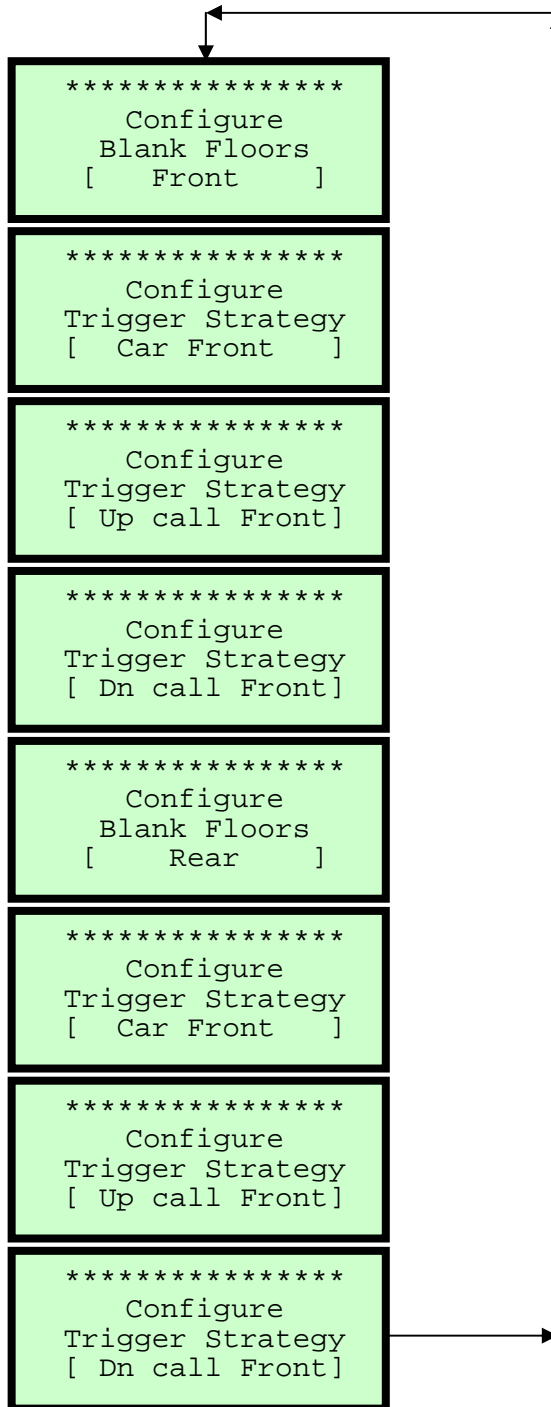 ****************
Configure
Blank Floors
[ Front ]
****************
Configure
Trigger Strategy
[ Car Front ]
****************
Configure
Trigger Strategy
[ Up call Front]
****************
Configure
Trigger Strategy
[ Dn call Front]
****************
Configure
Blank Floors
[ Rear ]
****************
Configure
Trigger Strategy
[ Car Front ]
****************
Configure
Trigger Strategy
[ Up call Front]
****************
Configure
Trigger Strategy
[ Dn call Front]